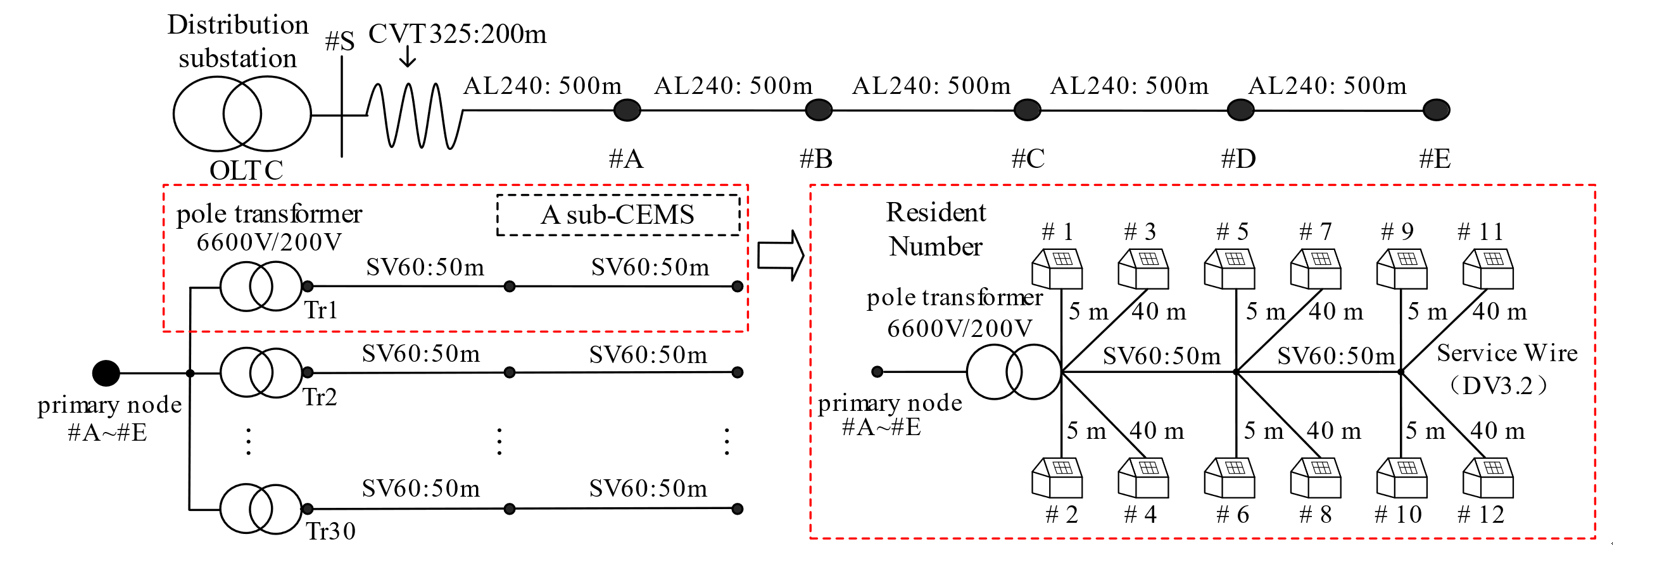 Distribution
substation
#S
CVT325:200m
AL240: 500m
AL240: 500m
AL240: 500m
AL240: 500m
AL240: 500m
OLTC
#A
#B
#C
#D
#E
pole transformer
6600V/200V
A sub-CEMS
SV60:50m
SV60:50m
Tr1
SV60:50m
SV60:50m
Tr2
primary node
#A~#E
SV60:50m
SV60:50m
Tr30
Resident
Number
# 1
# 3
# 5
# 7
# 9
# 11
pole transformer
6600V/200V
5 m
40 m
5 m
40 m
5 m
40 m
SV60:50m
SV60:50m
Service Wire
（DV3.2）
primary node
#A~#E
5 m
40 m
5 m
40 m
5 m
40 m
# 2
# 4
# 6
# 8
# 10
# 12